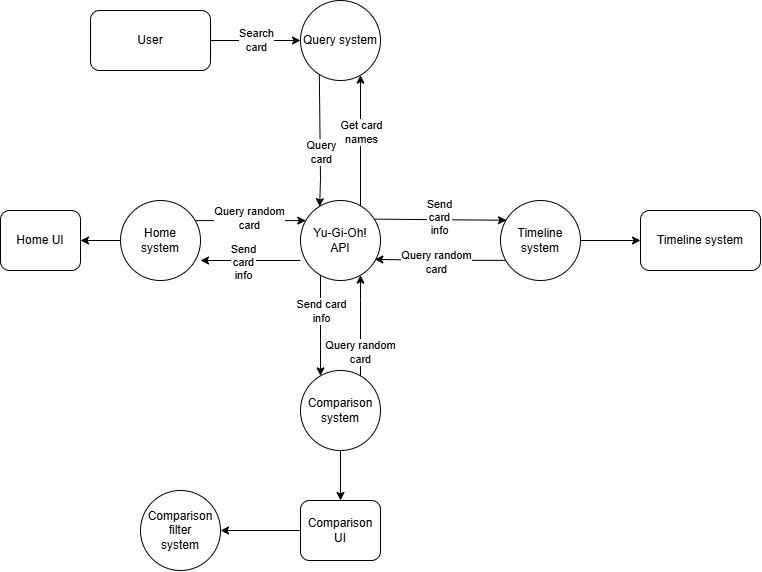 User
Search
card
Query system
Get card
names
Query
card
Home UI
Home
system
Query random
card
Send
card
info
Yu-Gi-Oh!
API
Send
card
info
Query random
card
Timeline
system
Timeline system
Send card
info
Query random
card
Comparison
system
Comparison
filter
system
Comparison
UI